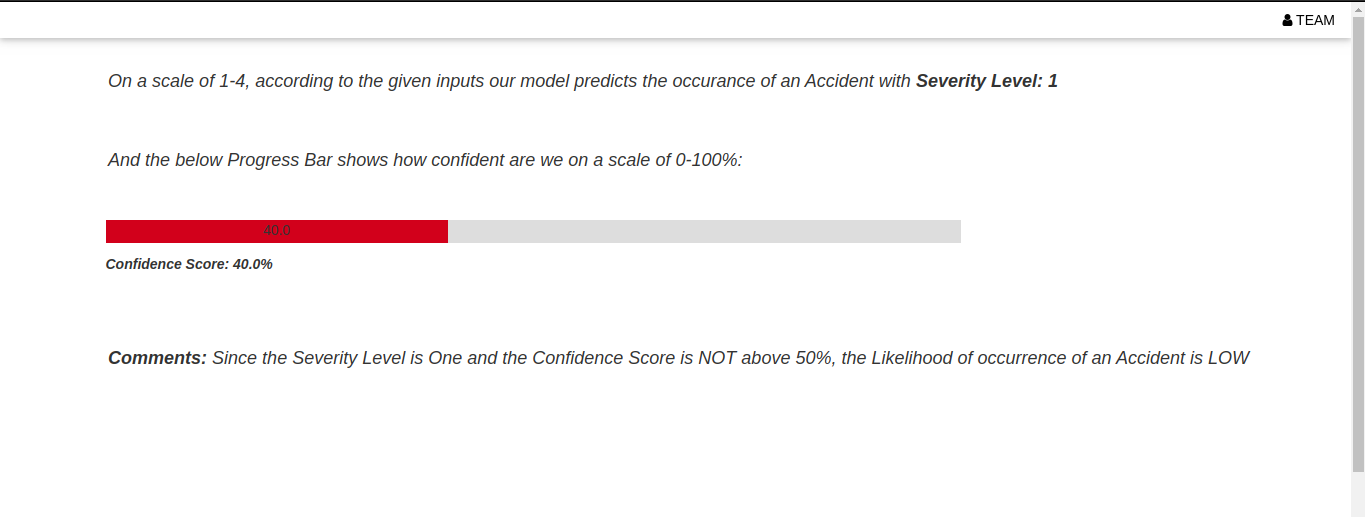 TEAM
On a scale of 1-4, according to the given inputs our model predicts the occurance of an Accident with Severity Level: 1
And the below Progress Bar shows how confident are we on a scale of 0-100%:
40.0
Confidence Score: 40.0%
Comments: Since the Severity Level is One and the Confidence Score is NOT above 50%, the Likelihood of occurrence of an Accident is LOW